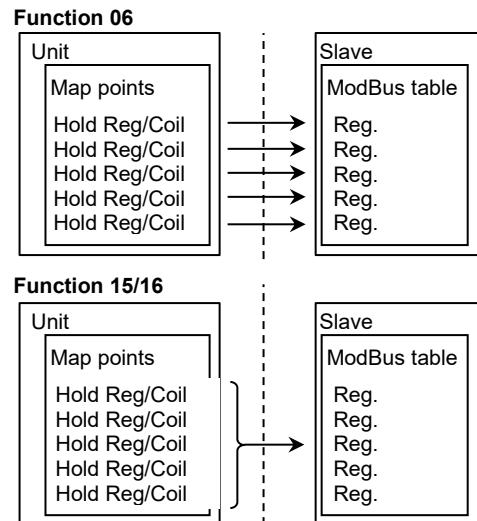 Function 06
Unit
Slave
Map points
ModBus table
Hold Reg/Coil
Reg.
Hold Reg/Coil
Reg.
Hold Reg/Coil
Reg.
Hold Reg/Coil
Reg.
Hold Reg/Coil
Reg.
Function 15/16
Unit
Slave
Map points
ModBus table
Hold Reg/Coil
Reg.
Hold Reg/Coil
Reg.
Hold Reg/Coil
Reg.
Hold Reg/Coil
Reg.
Hold Reg/Coil
Reg.